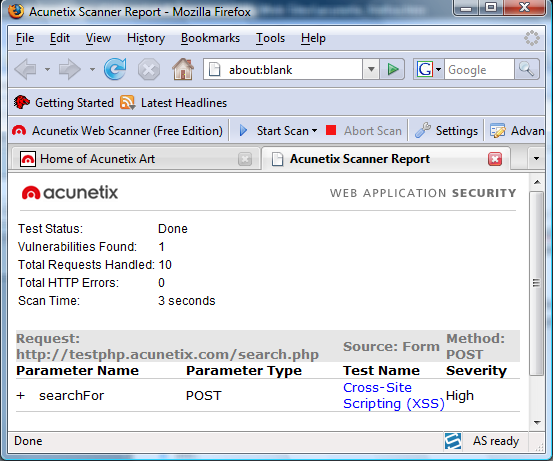 Acunetix Scanner Report - Mozilla Firefox
File Edit View History Bookmarks Tools Help
about:blank G Google
Getting Started Latest Headlines
Acunetix Web Scanner (Free Edition) Start Scan Abort Scan Settings Advan
Home of Acunetix Art Acunetix Scanner Report
acunetix WEB APPLICATION SECURITY
Test Status: Done
Vulnerabilities Found: 1
Total Requests Handled: 10
Total HTTP Errors: 0
Scan Time: 3 seconds
Request: Method:
http://testphp.acunetix.com/search.php Source: Form POST
Parameter Name Parameter Type Test Name Severity
+ searchFor POST Cross-Site High
Scripting (XSS)
Done AS ready